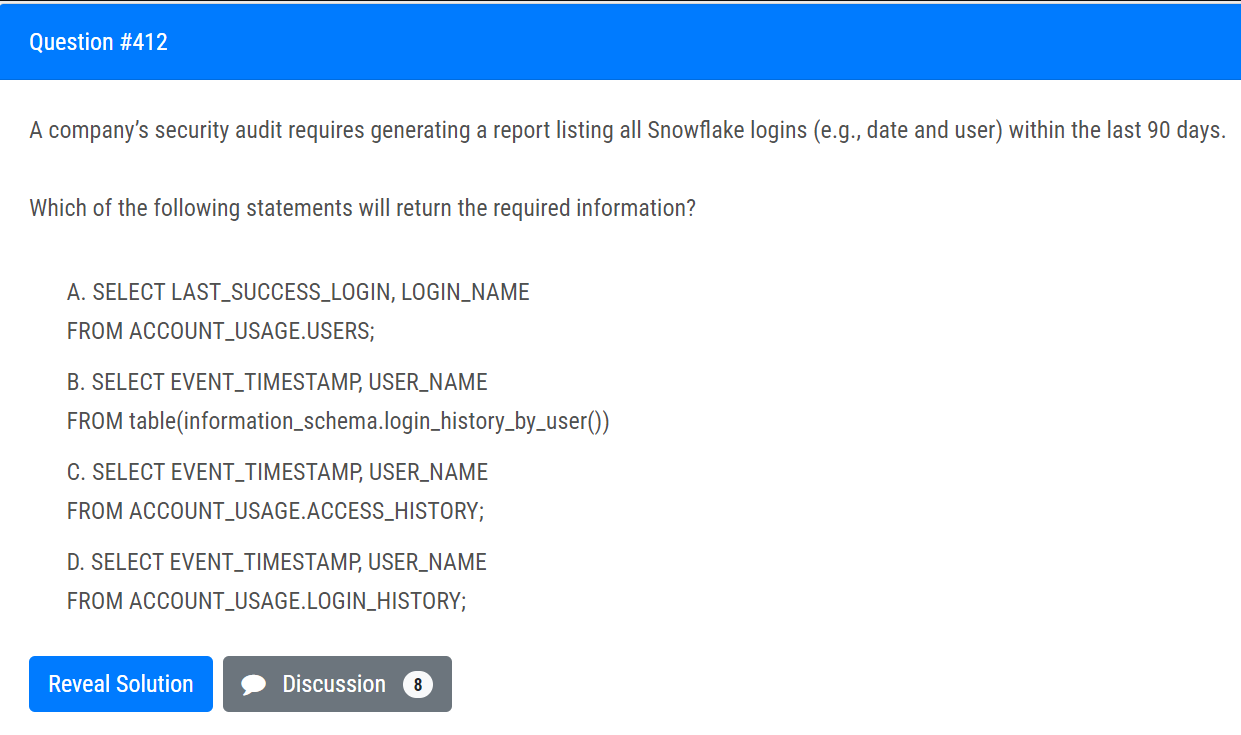 Question #412
A company’s security audit requires generating a report listing all Snowflake logins (e.g., date and user) within the last 90 days.
Which of the following statements will return the required information?
A. SELECT LAST_SUCCESS_LOGIN, LOGIN_NAME
FROM ACCOUNT_USAGE.USERS;
B. SELECT EVENT_TIMESTAMP, USER_NAME
FROM table(information_schema.login_history_by_user())
C. SELECT EVENT_TIMESTAMP, USER_NAME
FROM ACCOUNT_USAGE.ACCESS_HISTORY;
D. SELECT EVENT_TIMESTAMP, USER_NAME
FROM ACCOUNT_USAGE.LOGIN_HISTORY;
Reveal Solution Discussion 8